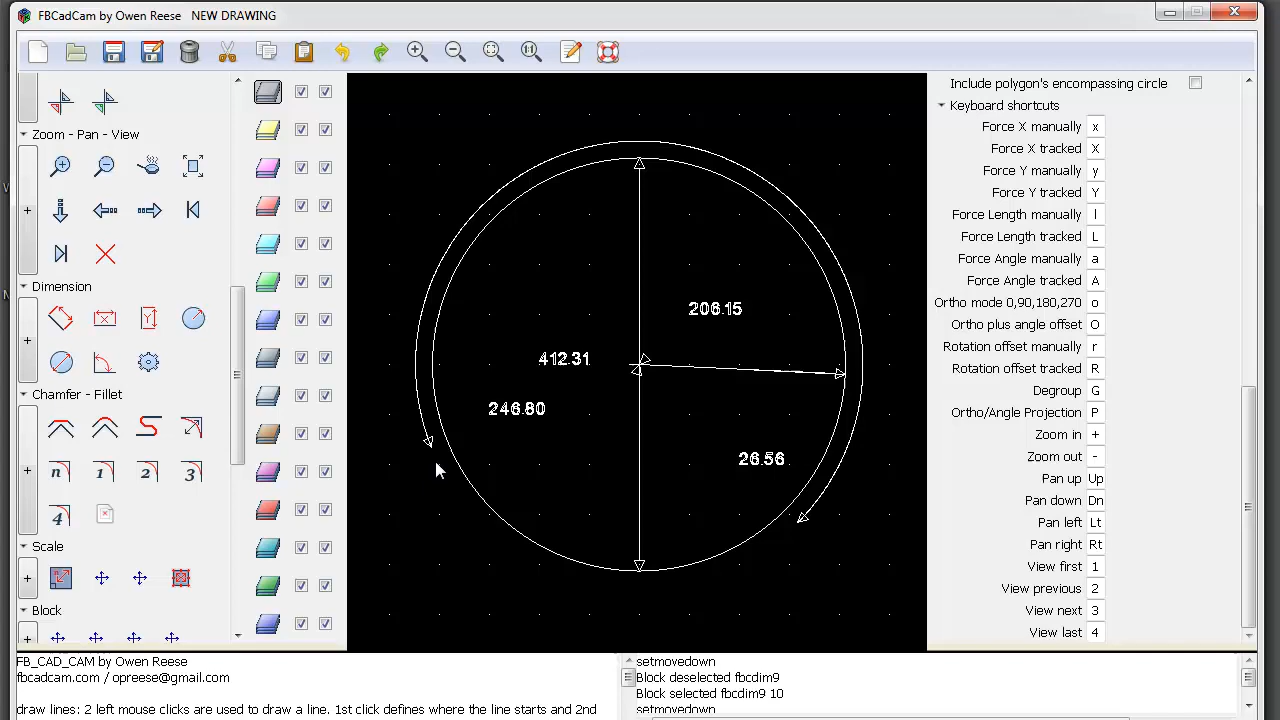 FBCadCam by Owen Reese   NEW DRAWING
Zoom - Pan - View
Dimension
Chamfer - Fillet
n 1 2 3
4
Scale
Block
206.15
412.31
246.80
26.56
Include polygon's encompassing circle
Keyboard shortcuts
Force X manually x
Force X tracked X
Force Y manually y
Force Y tracked Y
Force Length manually l
Force Length tracked L
Force Angle manually a
Force Angle tracked A
Ortho mode 0,90,180,270 o
Ortho plus angle offset O
Rotation offset manually r
Rotation offset tracked R
Degroup G
Ortho/Angle Projection P
Zoom in +
Zoom out -
Pan up Up
Pan down Dn
Pan left Lt
Pan right Rt
View first 1
View previous 2
View next 3
View last 4
FB_CAD_CAM by Owen Reese
fbcadcam.com / opreese@gmail.com
draw lines: 2 left mouse clicks are used to draw a line. 1st click defines where the line starts and 2nd
setmovedown
Block deselected fbcdim9
Block selected fbcdim9 10
setmovedown